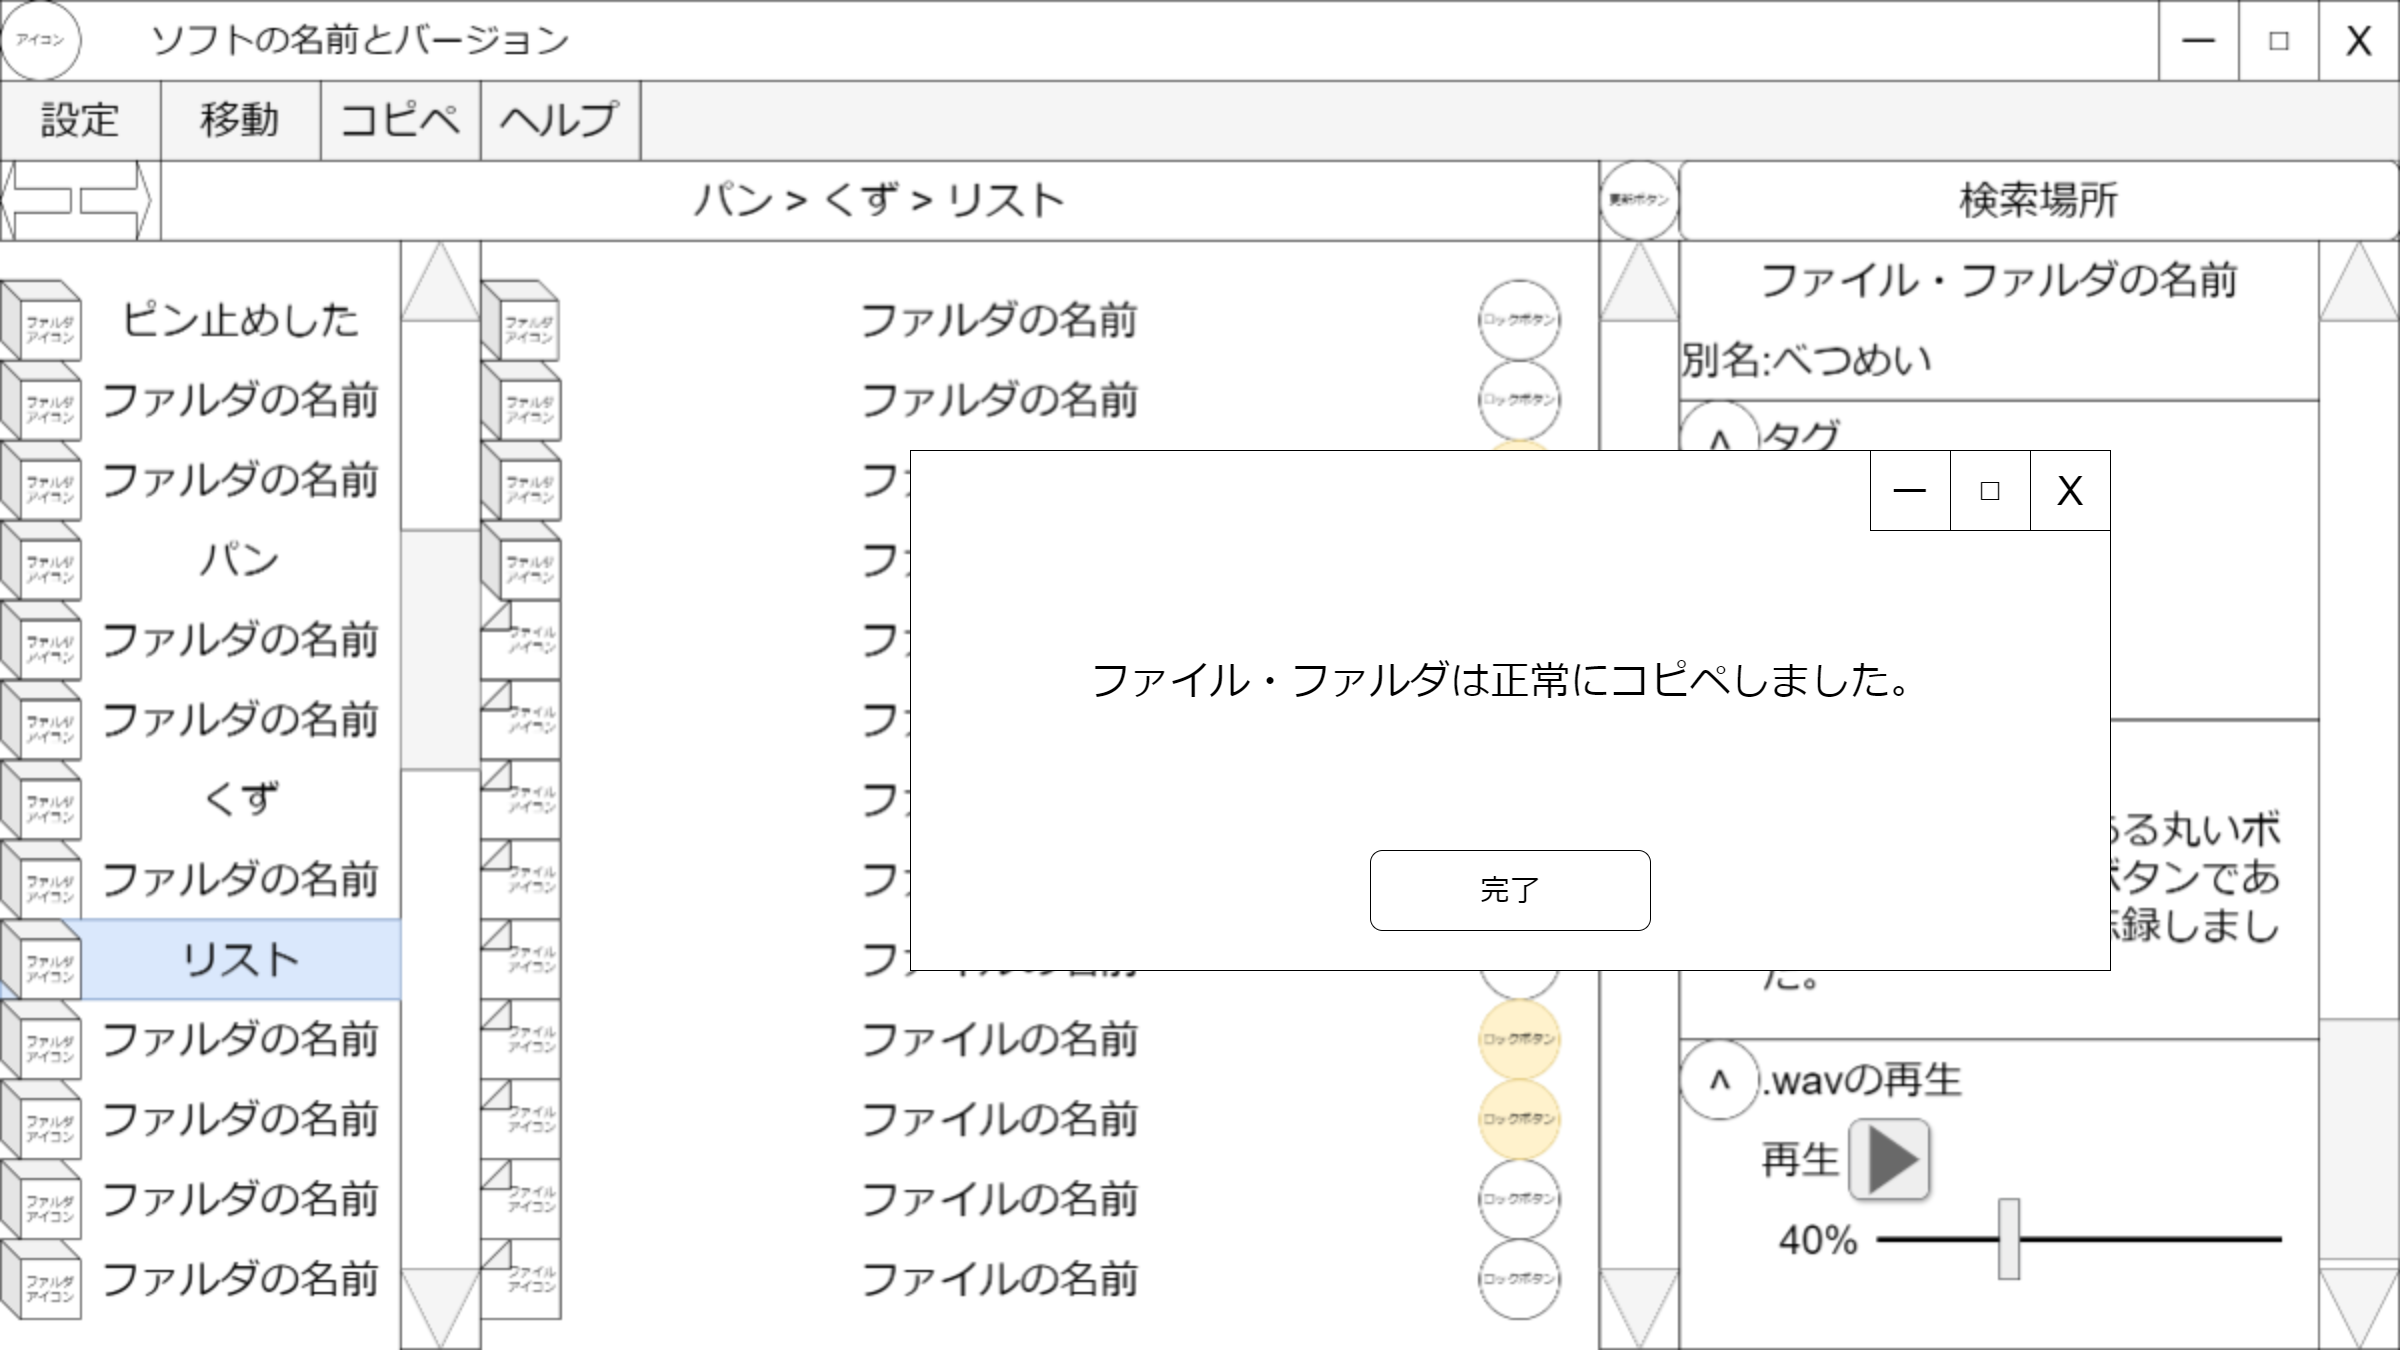 アイコン
ソフトの名前とバージョン
— □ X
設定
移動
コピペ
ヘルプ
パン > くず > リスト
更新ボタン
検索場所
ファルダ
アイコン
ピン止めした
ファルダ
アイコン
ファルダの名前
ファルダ
アイコン
ファルダの名前
ファルダ
アイコン
パン
ファルダ
アイコン
ファルダの名前
ファルダ
アイコン
ファルダの名前
ファルダ
アイコン
くず
ファルダ
アイコン
ファルダの名前
ファルダ
アイコン
リスト
ファルダ
アイコン
ファルダの名前
ファルダ
アイコン
ファルダの名前
ファルダ
アイコン
ファルダの名前
ファルダ
アイコン
ファルダの名前
ファルダ
アイコン
ファルダの名前
ロックボタン
ファルダ
アイコン
ファルダの名前
ロックボタン
ファルダ
アイコン
フ
ファルダ
アイコン
フ
ファイル
アイコン
フ
ファイル
アイコン
フ
ファイル
アイコン
フ
ファイル
アイコン
フ
ファイル
アイコン
ファイルの名前
ファイル
アイコン
ファイルの名前
ロックボタン
ファイル
アイコン
ファイルの名前
ロックボタン
ファイル
アイコン
ファイルの名前
ロックボタン
ファイル
アイコン
ファイルの名前
ロックボタン
ファイル・ファルダの名前
別名:べつめい
^ タグ
— □ X
ファイル・ファルダは正常にコピペしました。
完了
る丸いボ
タンであ
録しまし
た。
^ .wavの再生
再生
40%